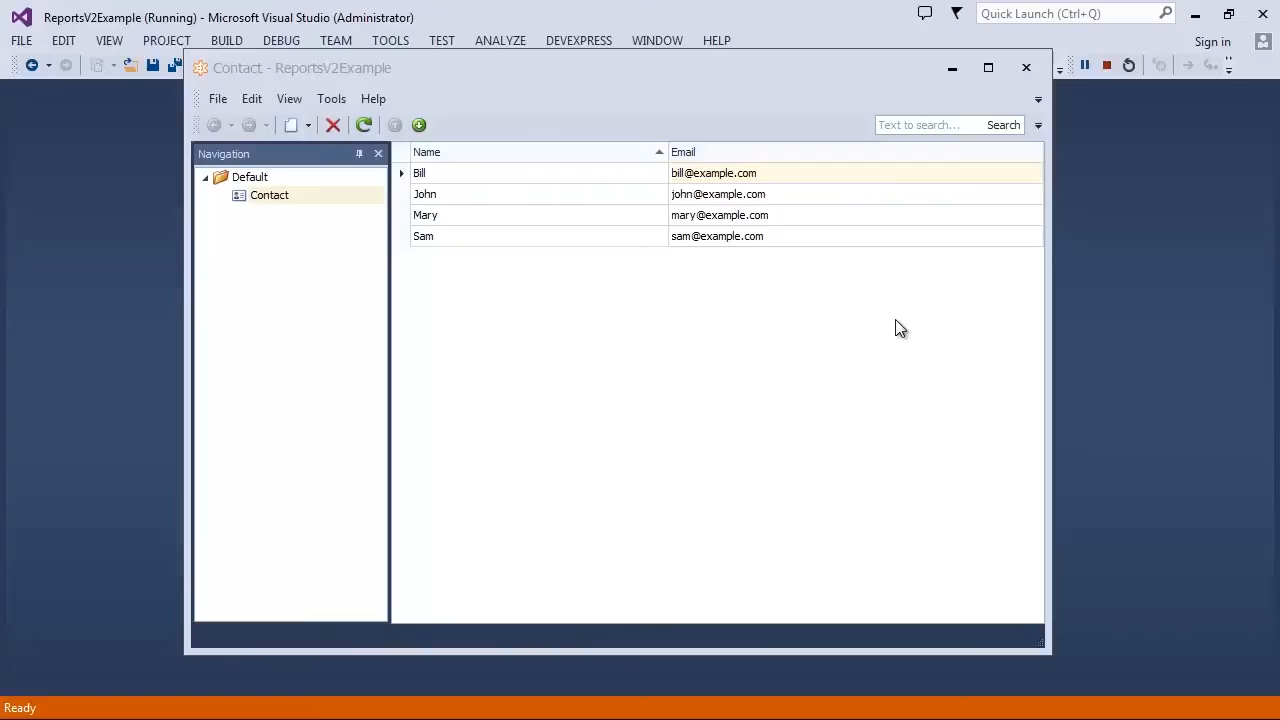 ReportsV2Example (Running) - Microsoft Visual Studio (Administrator)
Quick Launch (Ctrl+Q)
FILE EDIT VIEW PROJECT BUILD DEBUG TEAM TOOLS TEST ANALYZE DEVEXPRESS WINDOW HELP
Sign in
Contact - ReportsV2Example
File Edit View Tools Help
Text to search... Search
Navigation
Default
Contact
Name Email
Bill bill@example.com
John john@example.com
Mary mary@example.com
Sam sam@example.com
Ready